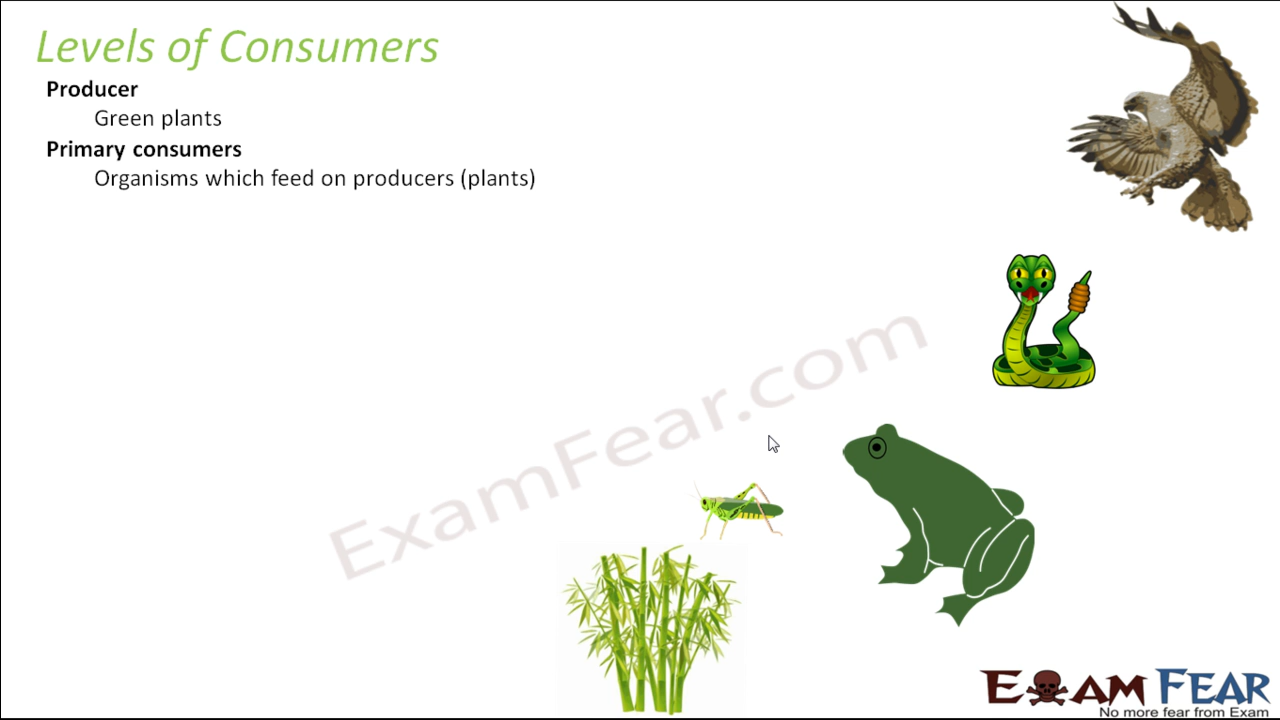 Levels of Consumers
Producer
Green plants
Primary consumers
Organisms which feed on producers (plants)
ExamFear.com
EXAM FEAR
No more fear from Exam